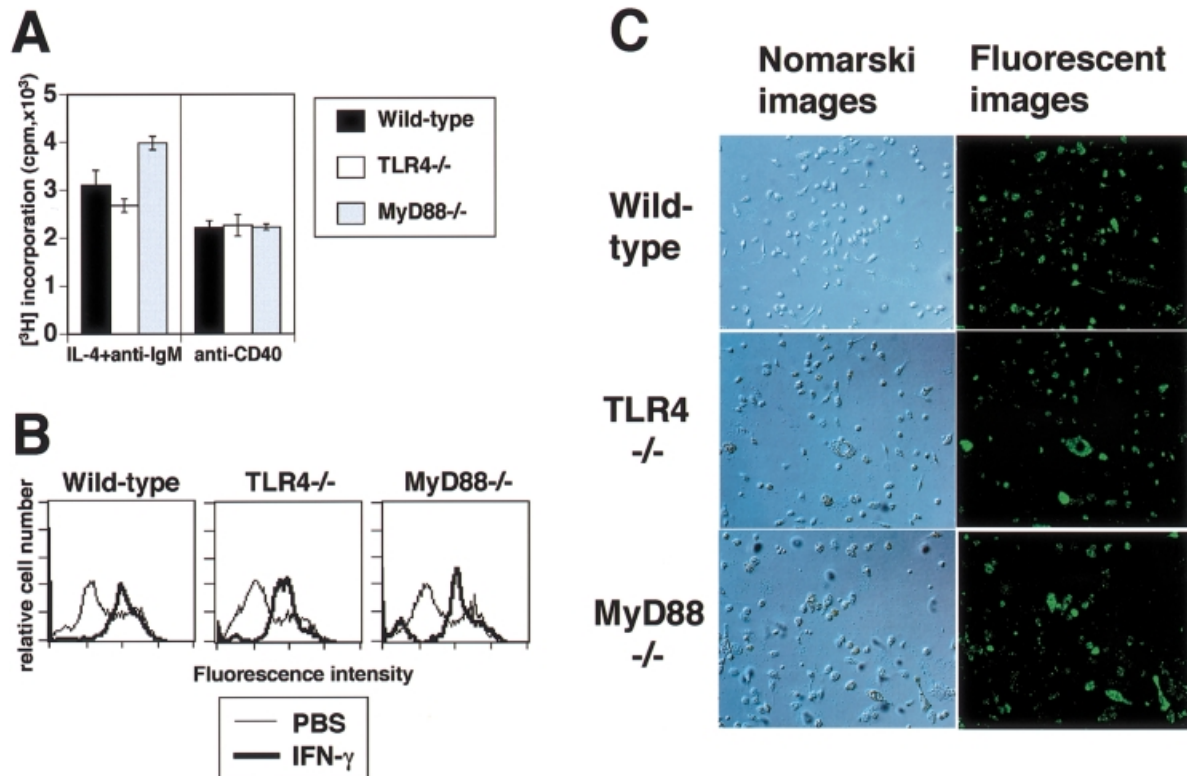 A
[³H] incorporation (cpm,x10³)
5
4
3
2
1
0
IL-4+anti-IgM
anti-CD40
Wild-type
TLR4-/-
MyD88-/-
B
Wild-type
TLR4-/-
MyD88-/-
relative cell number
Fluorescence intensity
PBS
IFN-γ
C
Nomarski
images
Fluorescent
images
Wild-
type
TLR4
-/-
MyD88
-/-